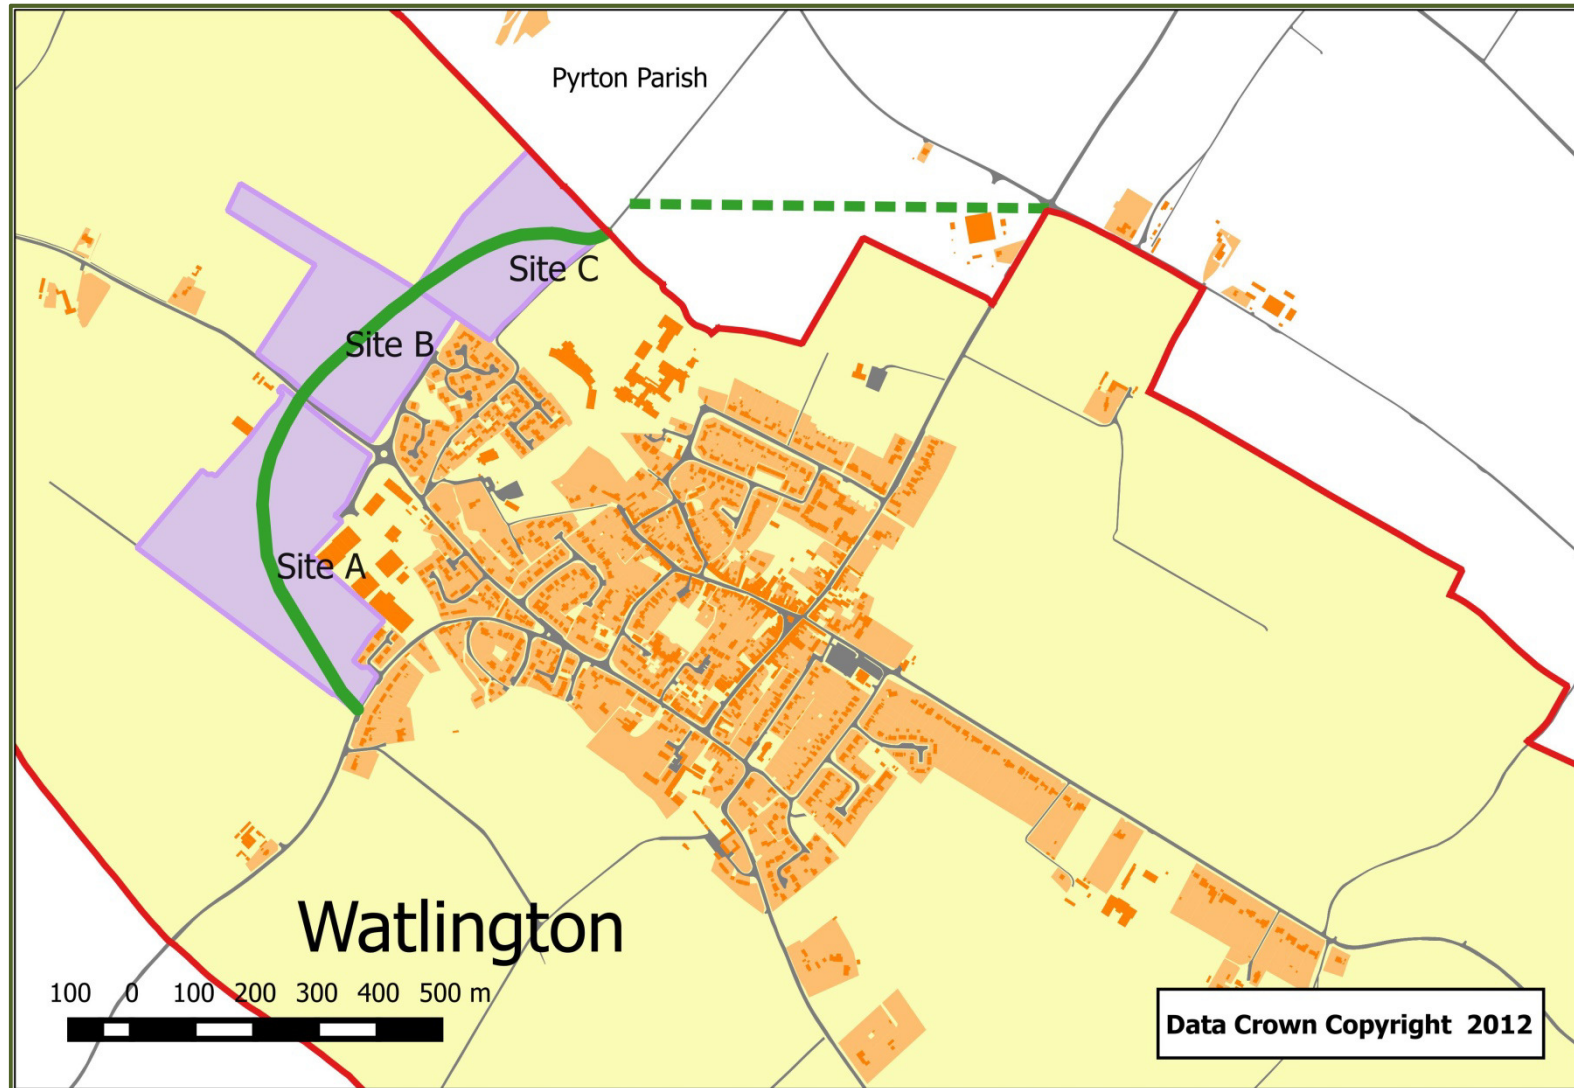 Pyrton Parish
Site C
Site B
Site A
Watlington
100 0 100 200 300 400 500 m
Data Crown Copyright 2012